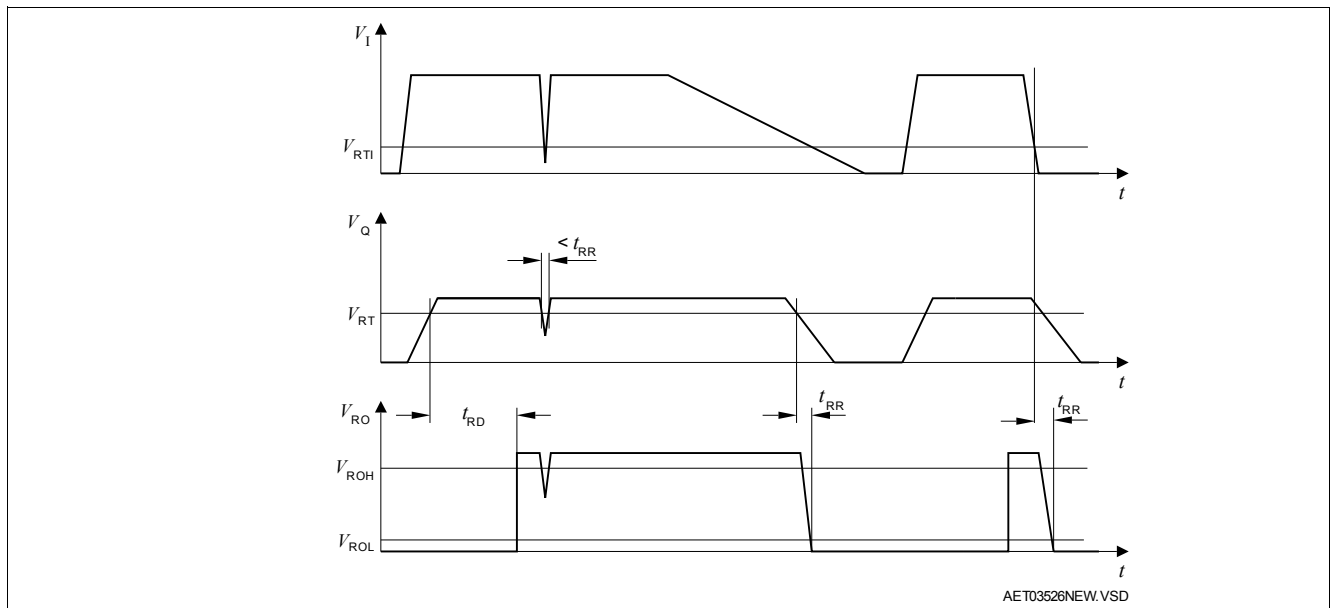 V_I
V_RTI
t
V_Q
< t_RR
V_RT
t
V_RO
t_RD
t_RR
t_RR
V_ROH
V_ROL
t
AET03526NEW.VSD